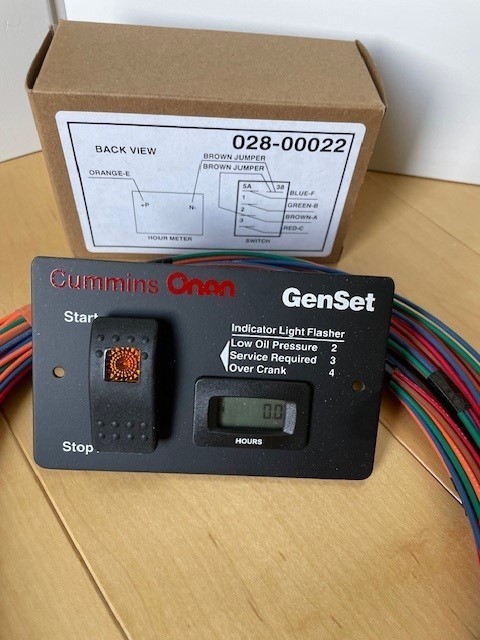 028-00022
BACK VIEW
BROWN JUMPER
BROWN JUMPER
ORANGE-E
+P
N-
HOUR METER
5A
38
1
2
3
BLUE-F
GREEN-B
BROWN-A
RED-C
SWITCH
Cummins Onan
GenSet
Start
Indicator Light Flasher
Low Oil Pressure 2
Service Required 3
Over Crank 4
0.0
HOURS
Stop